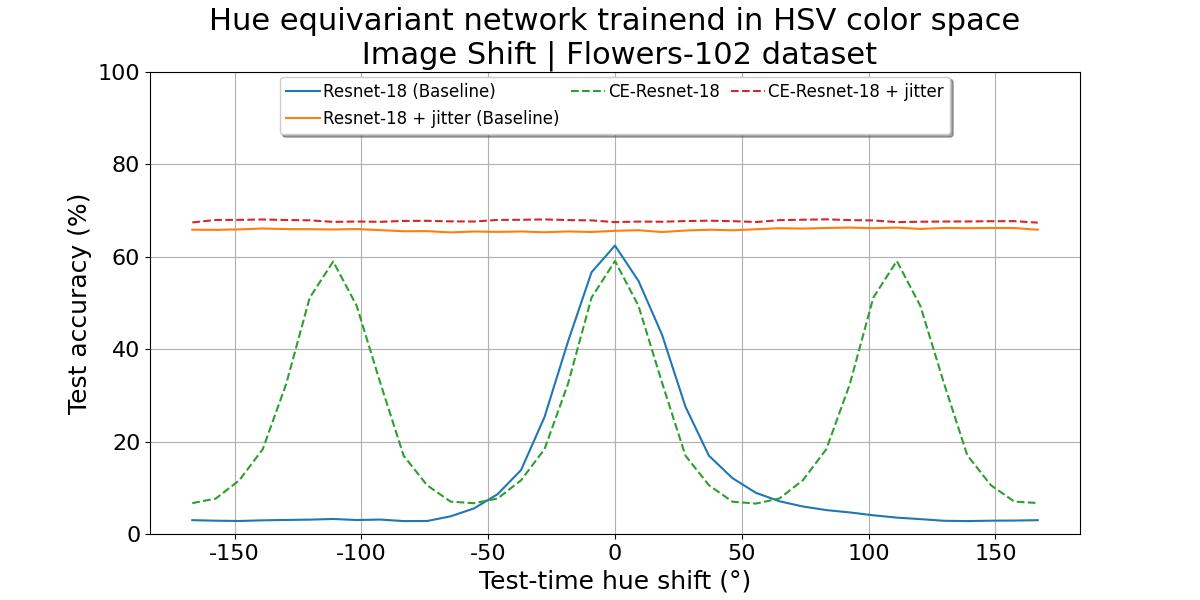 Hue equivariant network trainend in HSV color space
Image Shift | Flowers-102 dataset
Resnet-18 (Baseline)
CE-Resnet-18
CE-Resnet-18 + jitter
Resnet-18 + jitter (Baseline)
Test accuracy (%)
100
80
60
40
20
0
-150
-100
-50
0
50
100
150
Test-time hue shift (°)